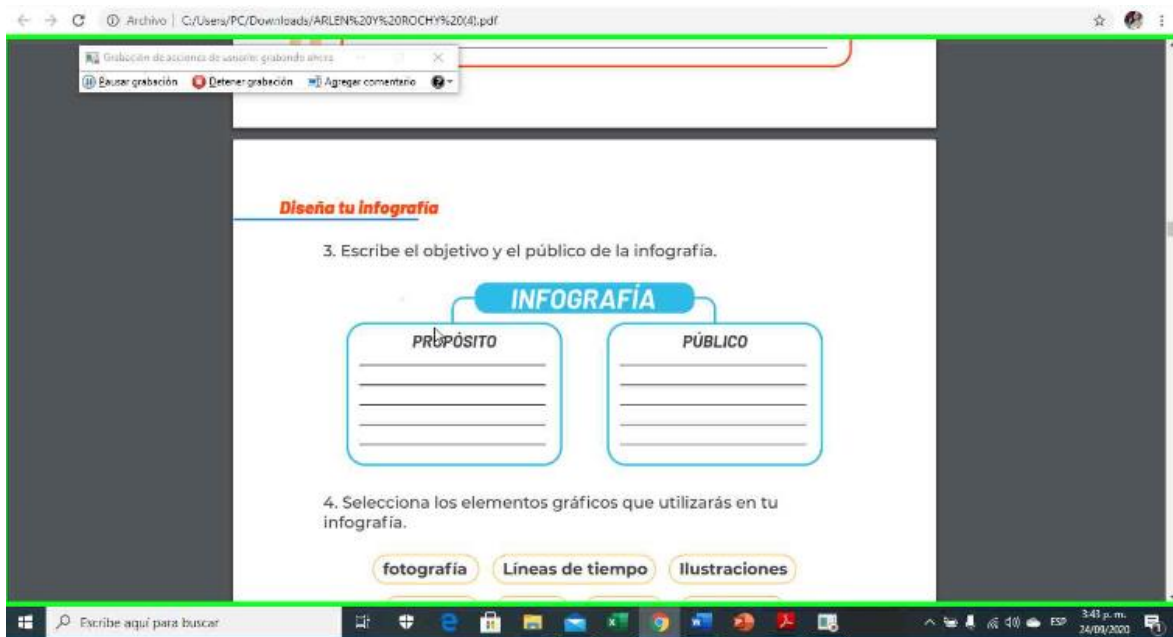 Archivo | C:/Users/PC/Downloads/ARLEN%20Y%20ROCHY%20(4).pdf
Grabación de acciones de usuario: grabando ahora
Pausar grabación Detener grabación Agregar comentario
Diseña tu infografía
3. Escribe el objetivo y el público de la infografía.
INFOGRAFÍA
PROPÓSITO PÚBLICO
4. Selecciona los elementos gráficos que utilizarás en tu
infografía.
fotografía Líneas de tiempo Ilustraciones
Escribe aquí para buscar
ESP
3:43 p. m.
24/09/2020